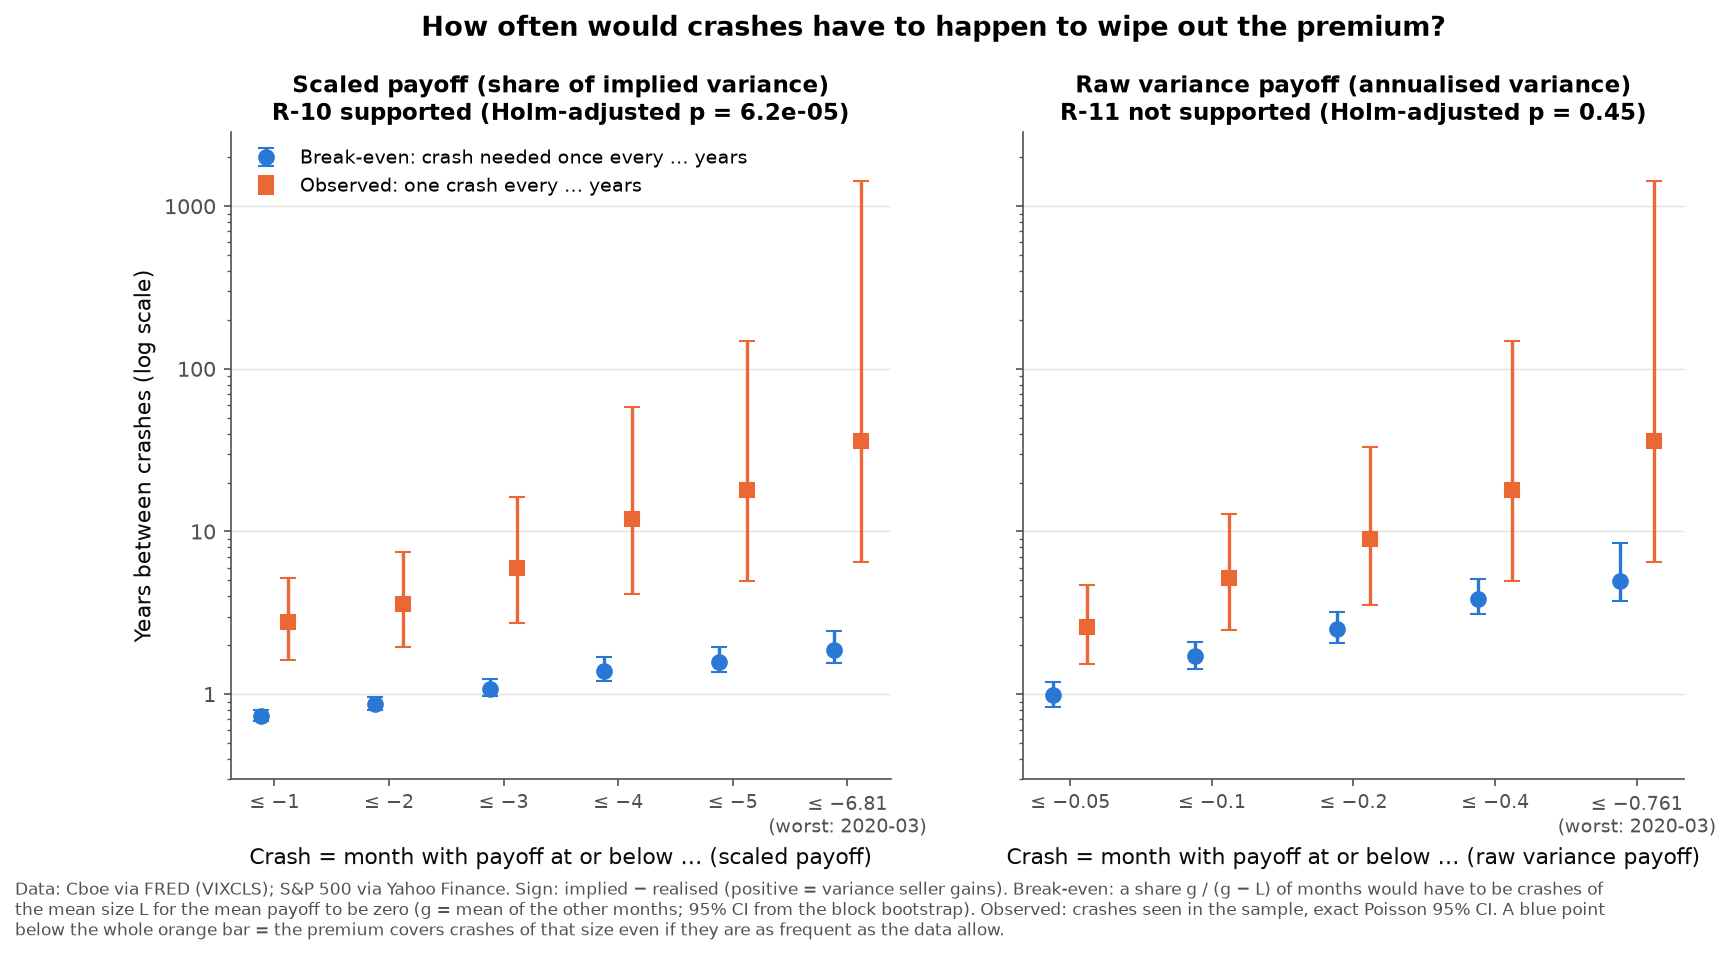 How often would crashes have to happen to wipe out the premium?
Scaled payoff (share of implied variance)
R-10 supported (Holm-adjusted p = 6.2e-05)
Break-even: crash needed once every … years
Observed: one crash every … years
Years between crashes (log scale)
1000
100
10
1
≤ −1
≤ −2
≤ −3
≤ −4
≤ −5
≤ −6.81
(worst: 2020-03)
Crash = month with payoff at or below … (scaled payoff)
Raw variance payoff (annualised variance)
R-11 not supported (Holm-adjusted p = 0.45)
≤ −0.05
≤ −0.1
≤ −0.2
≤ −0.4
≤ −0.761
(worst: 2020-03)
Crash = month with payoff at or below … (raw variance payoff)
Data: Cboe via FRED (VIXCLS); S&P 500 via Yahoo Finance. Sign: implied − realised (positive = variance seller gains). Break-even: a share g / (g − L) of months would have to be crashes of
the mean size L for the mean payoff to be zero (g = mean of the other months; 95% CI from the block bootstrap). Observed: crashes seen in the sample, exact Poisson 95% CI. A blue point
below the whole orange bar = the premium covers crashes of that size even if they are as frequent as the data allow.